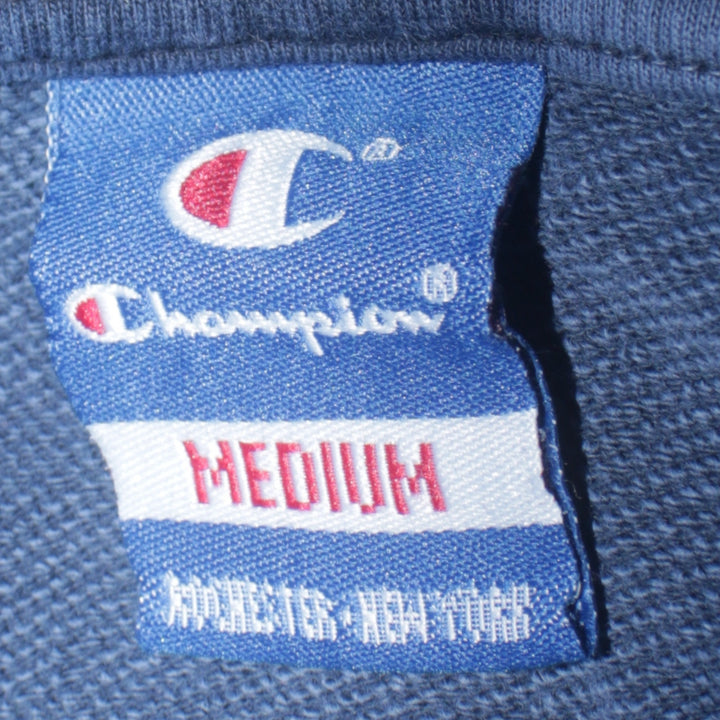 Champion®
MEDIUM
ROCHESTER · NEW YORK